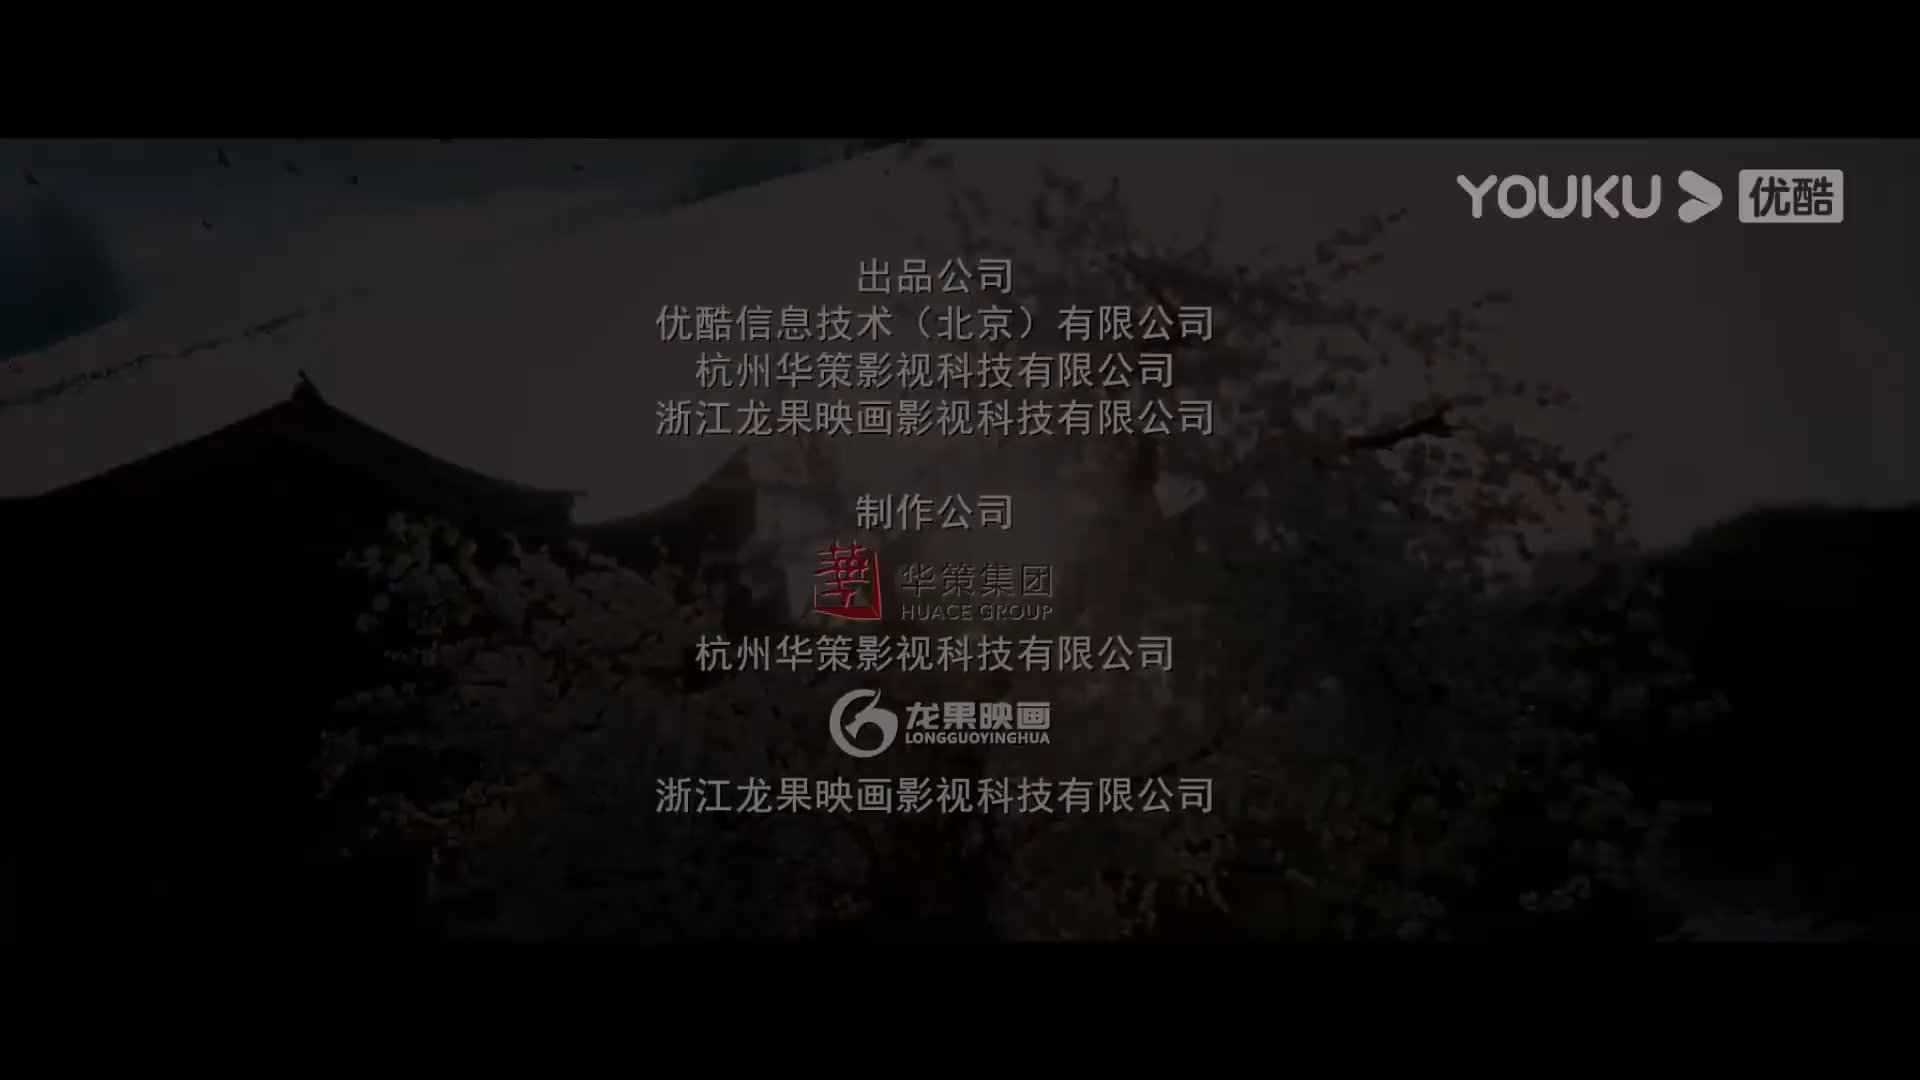 YOUKU 优酷
出品公司
优酷信息技术（北京）有限公司
杭州华策影视科技有限公司
浙江龙果映画影视科技有限公司
制作公司
華 华策集团
HUACE GROUP
杭州华策影视科技有限公司
龙果映画
LONGGUOYINGHUA
浙江龙果映画影视科技有限公司